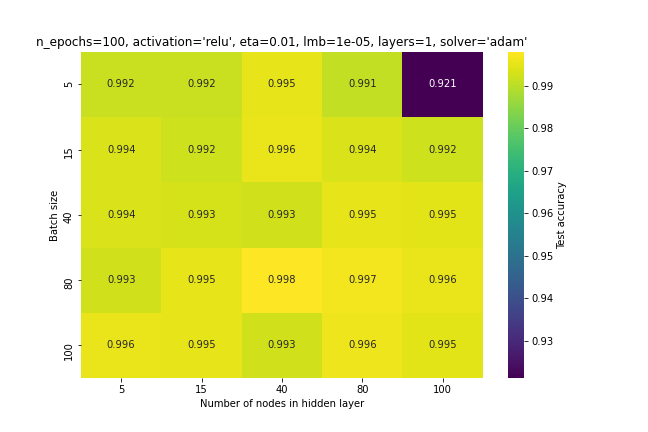 n_epochs=100, activation='relu', eta=0.01, lmb=1e-05, layers=1, solver='adam'
Batch size
5 0.992 0.992 0.995 0.991 0.921
15 0.994 0.992 0.996 0.994 0.992
40 0.994 0.993 0.993 0.995 0.995
80 0.993 0.995 0.998 0.997 0.996
100 0.996 0.995 0.993 0.996 0.995
5 15 40 80 100
Number of nodes in hidden layer
0.99
0.98
0.97
0.96
0.95
0.94
0.93
Test accuracy